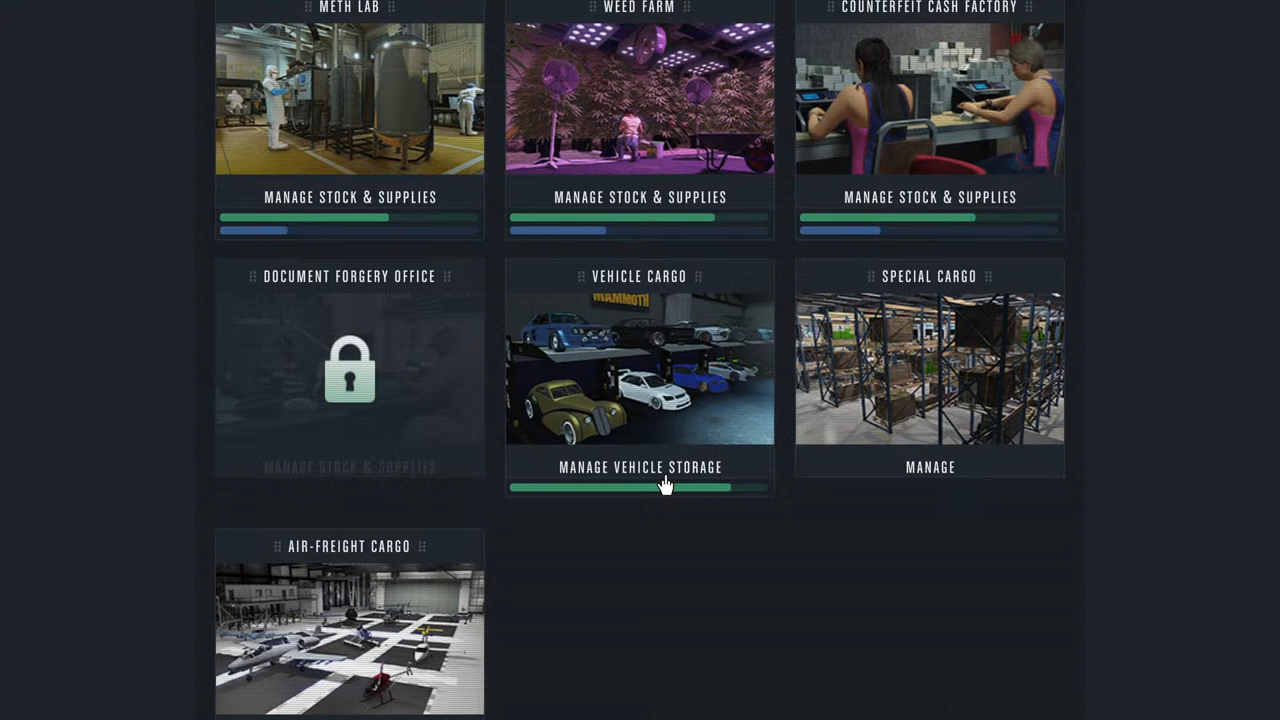 METH LAB
WEED FARM
COUNTERFEIT CASH FACTORY
MANAGE STOCK & SUPPLIES
MANAGE STOCK & SUPPLIES
MANAGE STOCK & SUPPLIES
DOCUMENT FORGERY OFFICE
VEHICLE CARGO
SPECIAL CARGO
MAMMOTH
MANAGE STOCK & SUPPLIES
MANAGE VEHICLE STORAGE
MANAGE
AIR-FREIGHT CARGO